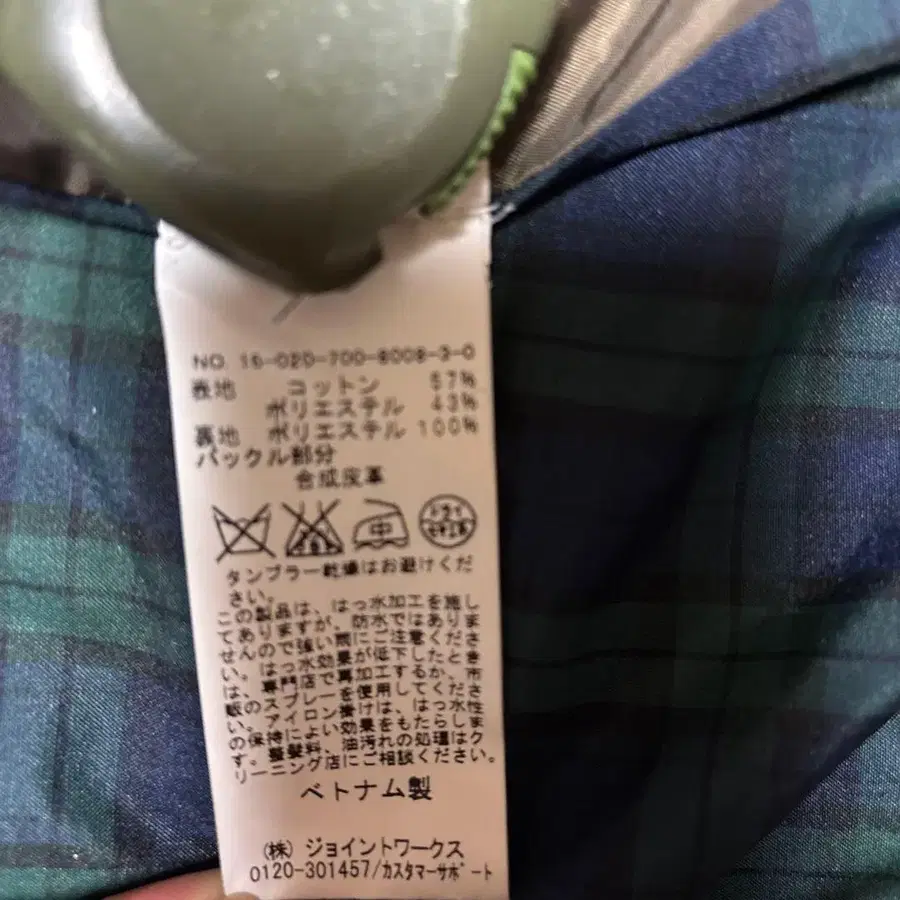 NO. 15-020-700-8008-3-0
表地 コットン 57%
ポリエステル 43%
裏地 ポリエステル 100%
バックル部分
合成皮革
中
タンブラー乾燥はお避けくだ
さい。
この製品は、はっ水加工を施し
てありますが、防水ではありま
せんので強い雨にご注意くださ
い。はっ水効果が低下したとき
は、専門店で再加工するか、市
販のスプレーを使用してくださ
い。アイロン掛けは、はっ水性
の保持によい効果をもたらしま
す。整髪料、油汚れの処理はク
リーニング店にご相談ください。
ベトナム製
(株) ジョイントワークス
0120-301457/カスタマーサポート